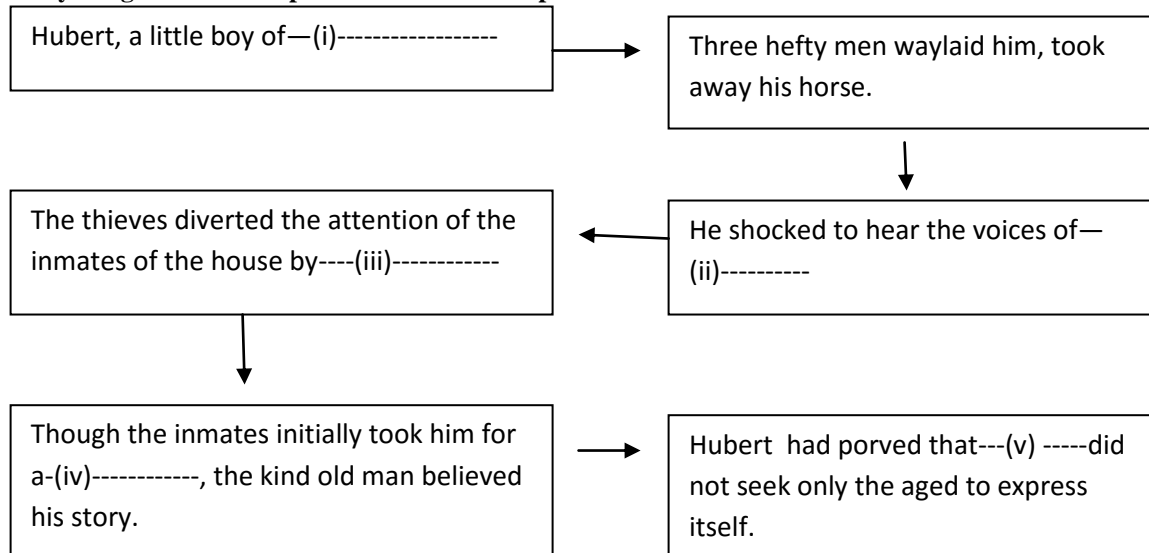 Hubert, a little boy of—(i)------------------
Three hefty men waylaid him, took
away his horse.
He shocked to hear the voices of—
(ii)----------
The thieves diverted the attention of the
inmates of the house by----(iii)------------
Though the inmates initially took him for
a-(iv)------------, the kind old man believed
his story.
Hubert had porved that---(v) -----did
not seek only the aged to express
itself.